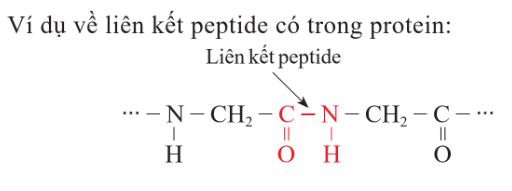 Ví dụ về liên kết peptide có trong protein:
Liên kết peptide
··· – N – CH₂ – C – N – CH₂ – C – ···
| || | ||
H O H O